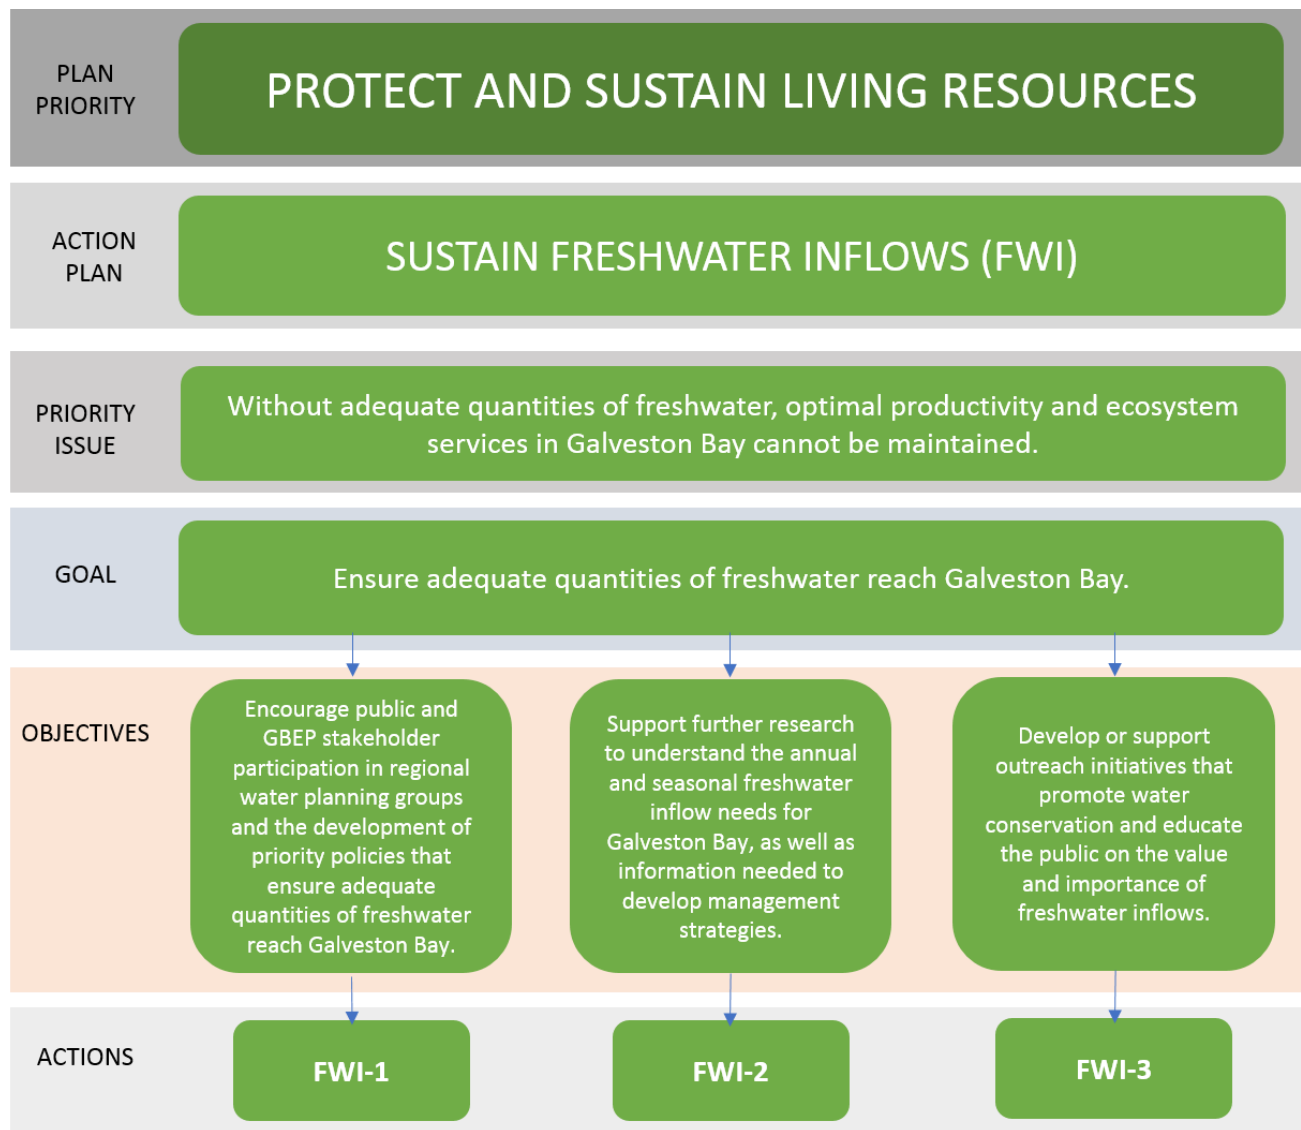 PLAN
PRIORITY
PROTECT AND SUSTAIN LIVING RESOURCES
ACTION
PLAN
SUSTAIN FRESHWATER INFLOWS (FWI)
PRIORITY
ISSUE
Without adequate quantities of freshwater, optimal productivity and ecosystem
services in Galveston Bay cannot be maintained.
GOAL
Ensure adequate quantities of freshwater reach Galveston Bay.
OBJECTIVES
Encourage public and
GBEP stakeholder
participation in regional
water planning groups
and the development of
priority policies that
ensure adequate
quantities of freshwater
reach Galveston Bay.
Support further research
to understand the annual
and seasonal freshwater
inflow needs for
Galveston Bay, as well as
information needed to
develop management
strategies.
Develop or support
outreach initiatives that
promote water
conservation and educate
the public on the value
and importance of
freshwater inflows.
ACTIONS
FWI-1
FWI-2
FWI-3